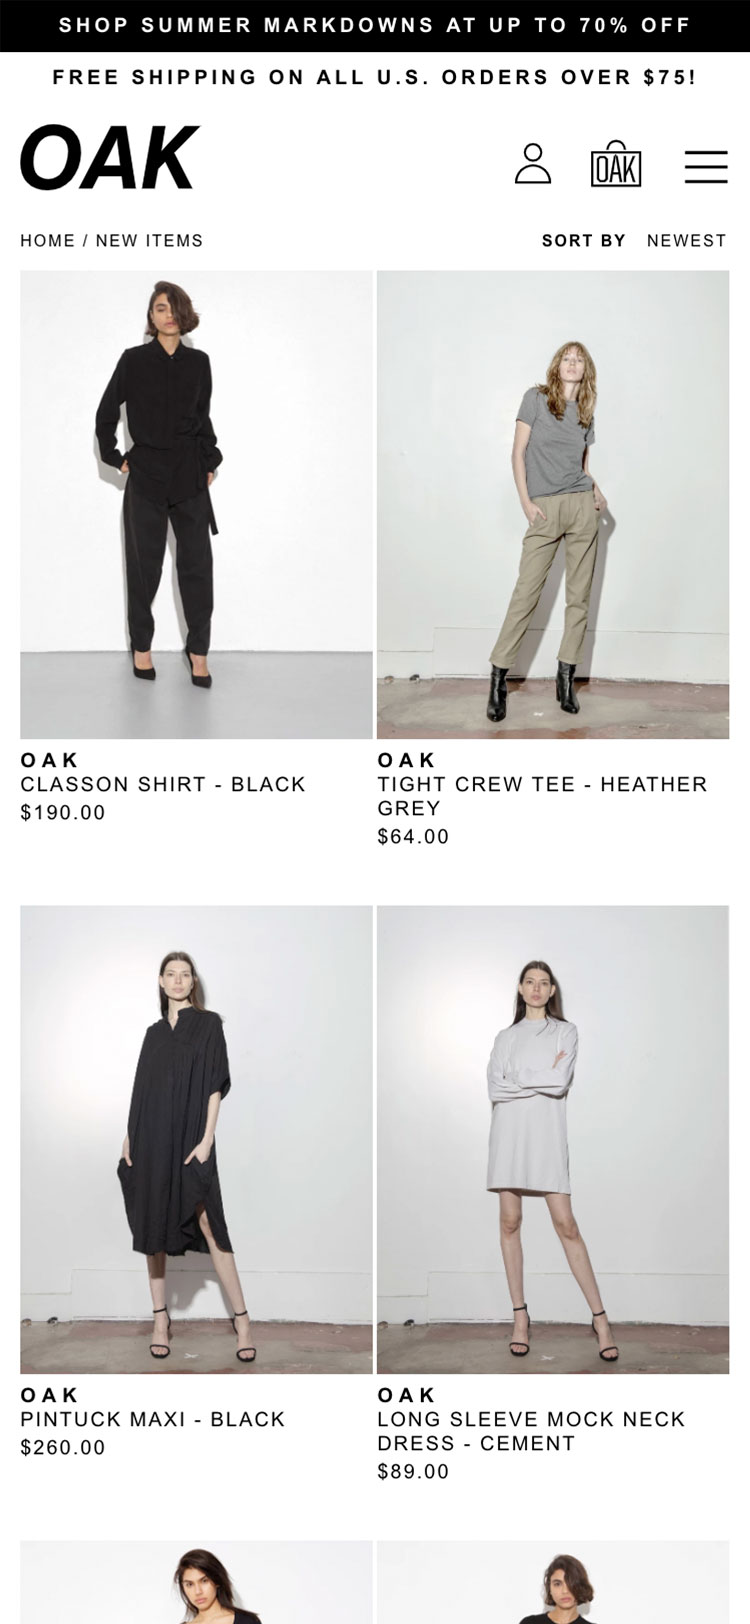 SHOP SUMMER MARKDOWNS AT UP TO 70% OFF
FREE SHIPPING ON ALL U.S. ORDERS OVER $75!
OAK
OAK
HOME / NEW ITEMS
SORT BY NEWEST
OAK
CLASSON SHIRT - BLACK
$190.00
OAK
TIGHT CREW TEE - HEATHER
GREY
$64.00
OAK
PINTUCK MAXI - BLACK
$260.00
OAK
LONG SLEEVE MOCK NECK
DRESS - CEMENT
$89.00